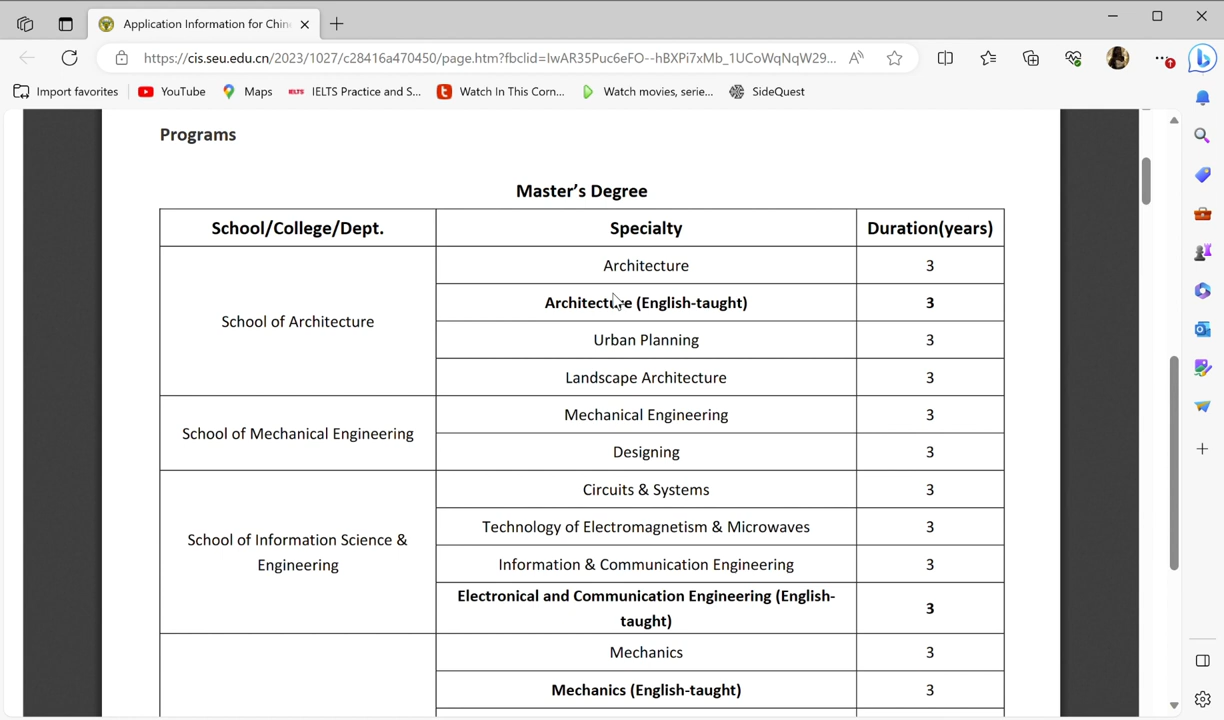 Application Information for Chin
https://cis.seu.edu.cn/2023/1027/c28416a470450/page.htm?fbclid=IwAR35Puc6eFO--hBXPi7xMb_1UCoWqNqW29...
Import favorites
YouTube
Maps
IELTS IELTS Practice and S...
Watch In This Corn...
Watch movies, serie...
SideQuest
Programs
Master's Degree
School/College/Dept. Specialty Duration(years)
School of Architecture
Architecture 3
Architecture (English-taught) 3
Urban Planning 3
Landscape Architecture 3
School of Mechanical Engineering
Mechanical Engineering 3
Designing 3
School of Information Science &
Engineering
Circuits & Systems 3
Technology of Electromagnetism & Microwaves 3
Information & Communication Engineering 3
Electronical and Communication Engineering (English-
taught) 3
Mechanics 3
Mechanics (English-taught) 3